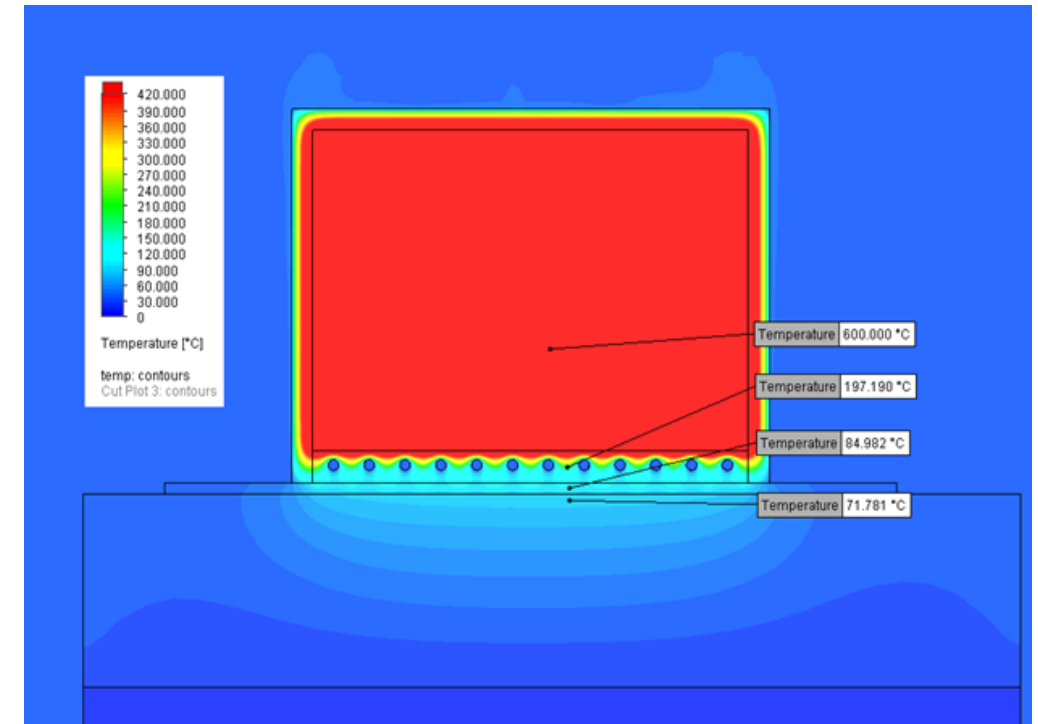 420.000
390.000
360.000
330.000
300.000
270.000
240.000
210.000
180.000
150.000
120.000
90.000
60.000
30.000
0
Temperature [°C]
temp: contours
Cut Plot 3: contours
Temperature 600.000 °C
Temperature 197.190 °C
Temperature 84.982 °C
Temperature 71.781 °C